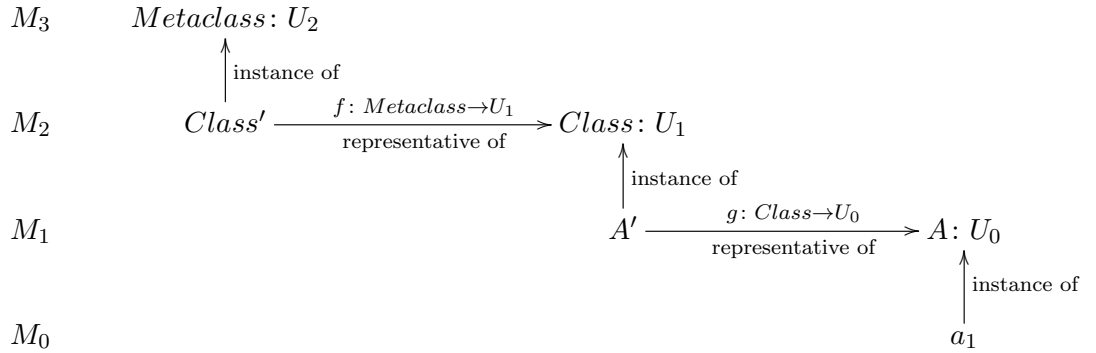 M₃ Metaclass: U₂
instance of
M₂ Class′ f: Metaclass→U₁ Class: U₁
representative of
instance of
M₁ A′ g: Class→U₀ A: U₀
representative of
instance of
M₀ a₁